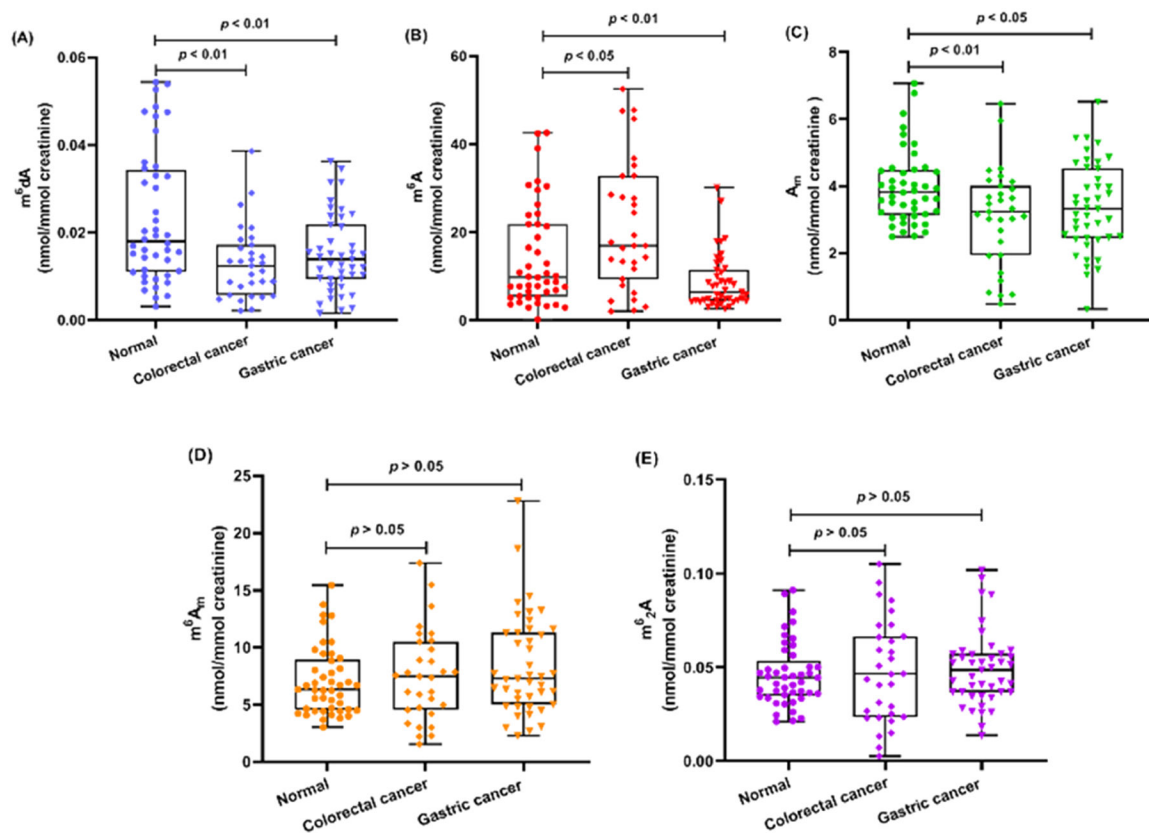 (A)
p < 0.01
p < 0.01
m⁶dA
(nmol/mmol creatinine)
0.06
0.04
0.02
0.00
Normal
Colorectal cancer
Gastric cancer
(B)
p < 0.01
p < 0.05
m⁶A
(nmol/mmol creatinine)
60
40
20
0
Normal
Colorectal cancer
Gastric cancer
(C)
p < 0.05
p < 0.01
Aₘ
(nmol/mmol creatinine )
8
6
4
2
0
Normal
Colorectal cancer
Gastric cancer
(D)
p > 0.05
p > 0.05
m⁶Aₘ
(nmol/mmol creatinine)
25
20
15
10
5
0
Normal
Colorectal cancer
Gastric cancer
(E)
p > 0.05
p > 0.05
m⁶₂A
(nmol/mmol creatinine)
0.15
0.10
0.05
0.00
Normal
Colorectal cancer
Gastric cancer